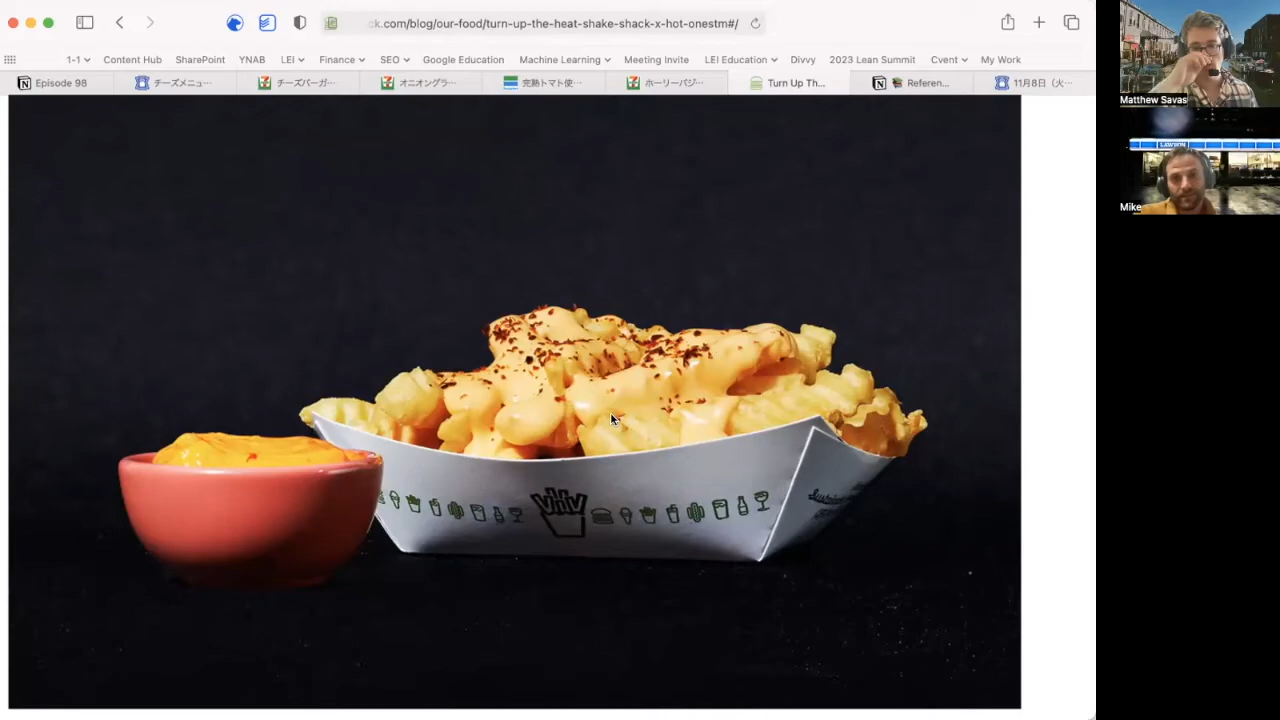 ck.com/blog/our-food/turn-up-the-heat-shake-shack-x-hot-onestm#/
1-1 Content Hub SharePoint YNAB LEI Finance SEO Google Education Machine Learning Meeting Invite LEI Education Divvy 2023 Lean Summit Cvent My Work
Episode 98 チーズメニュ… チーズバーガ… オニオングラ… 完熟トマト使… ホーリーバジ… Turn Up Th… Referen… 11月8日（火…
Matthew Savas
LAWSON
Mike